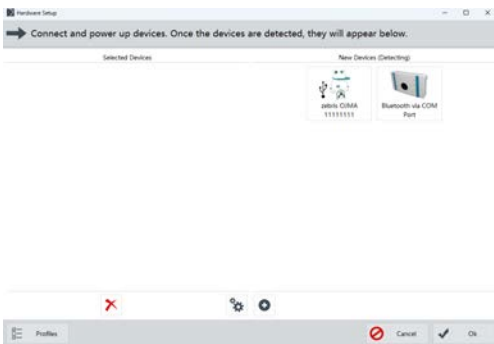 Hardware Setup
Connect and power up devices. Once the devices are detected, they will appear below.
Selected Devices
New Devices (Detecting)
zebris CMMA
11111111
Bluetooth via COM
Port
Profiles
Cancel
Ok